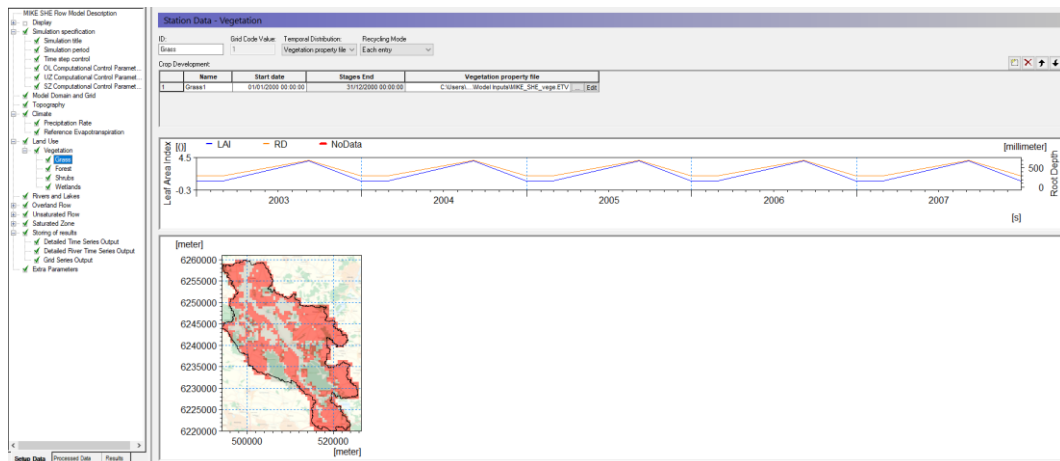 MIKE SHE Flow Model Description
Display
Simulation specification
Simulation title
Simulation period
Time step control
OL Computational Control Paramet...
UZ Computational Control Paramet...
SZ Computational Control Paramet...
Model Domain and Grid
Topography
Climate
Precipitation Rate
Reference Evapotranspiration
Land Use
Vegetation
Grass
Forest
Shrubs
Wetlands
Rivers and Lakes
Overland Flow
Unsaturated Flow
Saturated Zone
Storing of results
Detailed Time Series Output
Detailed River Time Series Output
Grid Series Output
Extra Parameters
Setup Data Processed Data Results
Station Data - Vegetation
ID: Grid Code Value: Temporal Distribution: Recycling Mode
Grass 1 Vegetation property file Each entry
Crop Development:
Name Start date Stages End Vegetation property file
1 Grass1 01/01/2000 00:00:00 31/12/2000 00:00:00 C:\Users\...\Model Inputs\MIKE_SHE_vege.ETV ... Edit
[()] LAI RD NoData [millimeter]
Leaf Area Index
4.5
-0.3
500
0
Root Depth
2003 2004 2005 2006 2007
[s]
[meter]
6260000
6255000
6250000
6245000
6240000
6235000
6230000
6225000
6220000
500000 520000
[meter]